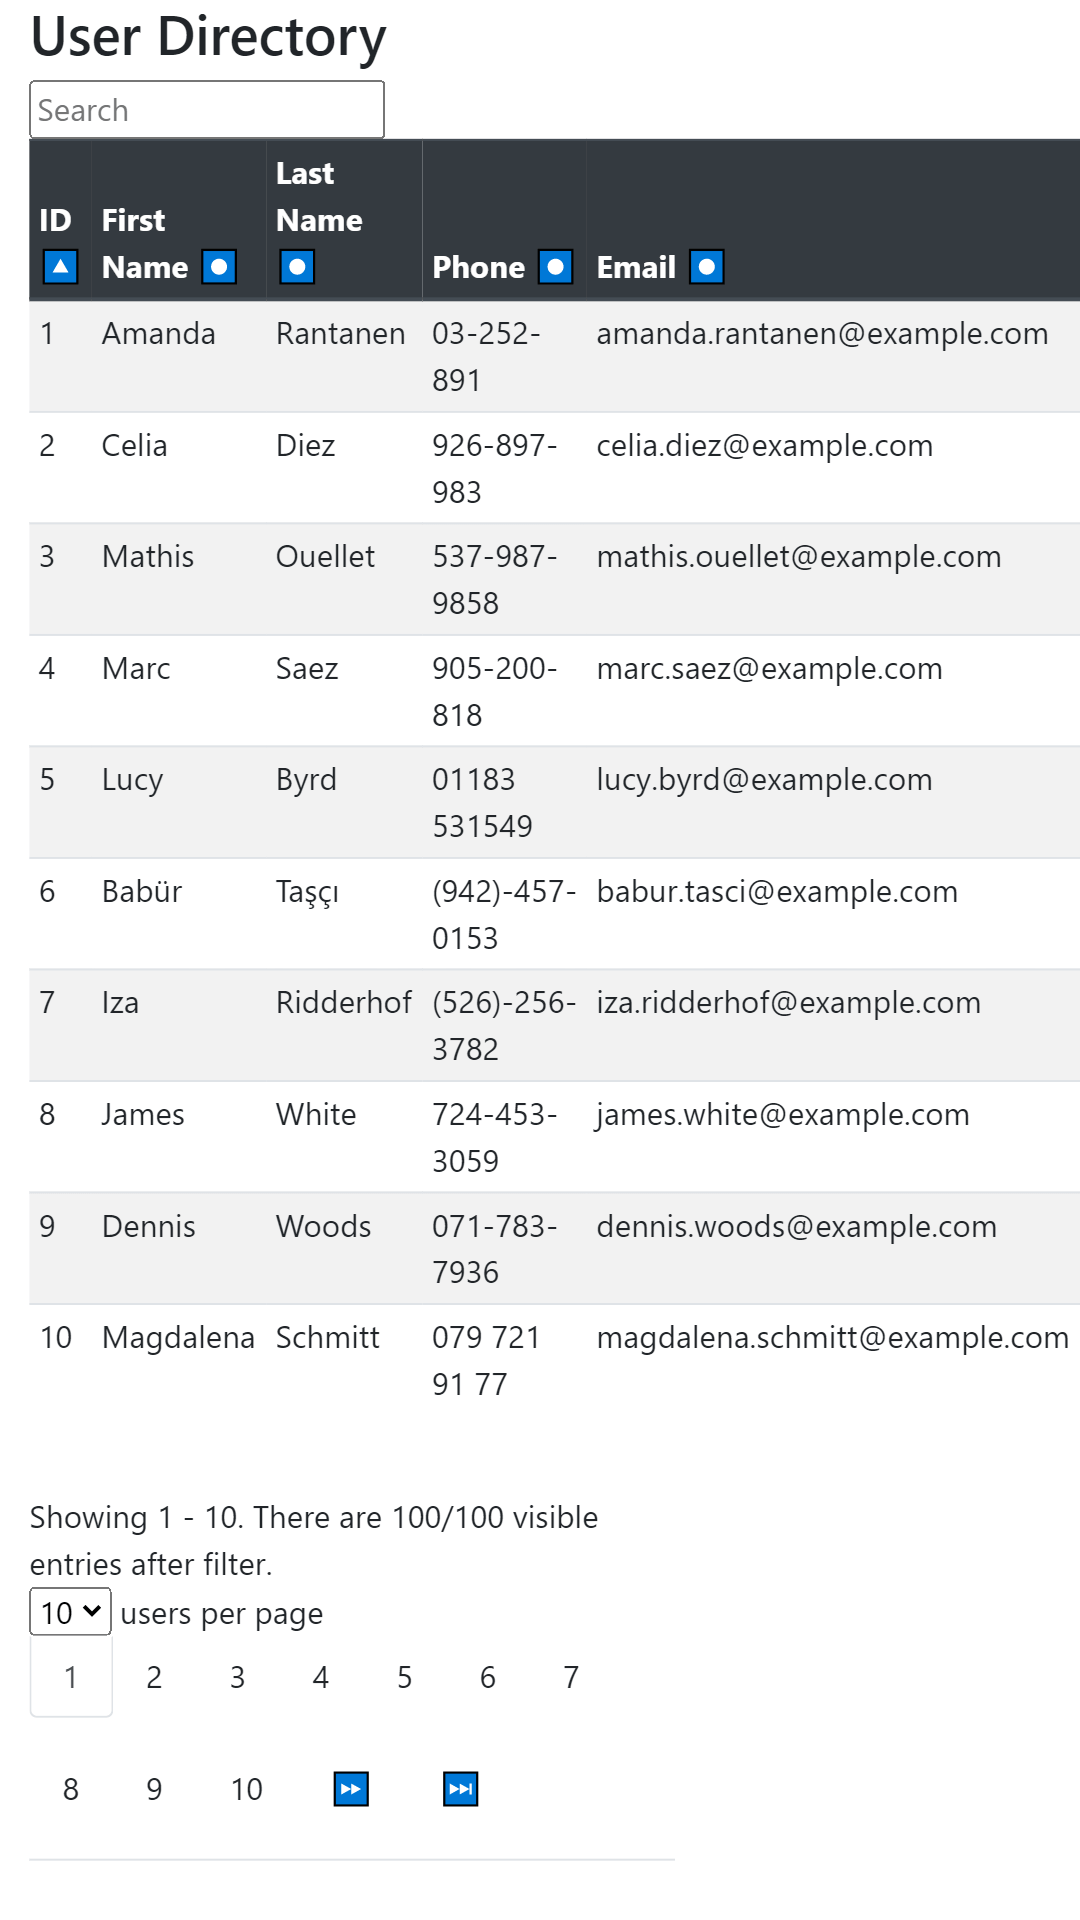 User Directory
Search
ID First Name Last Name Phone Email
1 Amanda Rantanen 03-252-891 amanda.rantanen@example.com
2 Celia Diez 926-897-983 celia.diez@example.com
3 Mathis Ouellet 537-987-9858 mathis.ouellet@example.com
4 Marc Saez 905-200-818 marc.saez@example.com
5 Lucy Byrd 01183 531549 lucy.byrd@example.com
6 Babür Taşçı (942)-457-0153 babur.tasci@example.com
7 Iza Ridderhof (526)-256-3782 iza.ridderhof@example.com
8 James White 724-453-3059 james.white@example.com
9 Dennis Woods 071-783-7936 dennis.woods@example.com
10 Magdalena Schmitt 079 721 91 77 magdalena.schmitt@example.com
Showing 1 - 10. There are 100/100 visible
entries after filter.
10 users per page
1 2 3 4 5 6 7
8 9 10